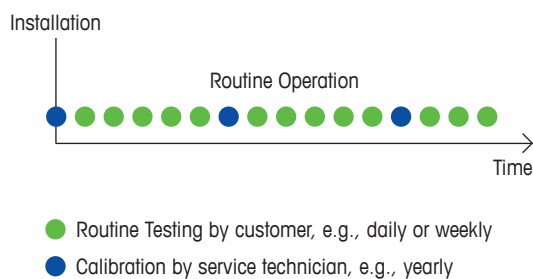 Installation
Routine Operation
Time
Routine Testing by customer, e.g., daily or weekly
Calibration by service technician, e.g., yearly